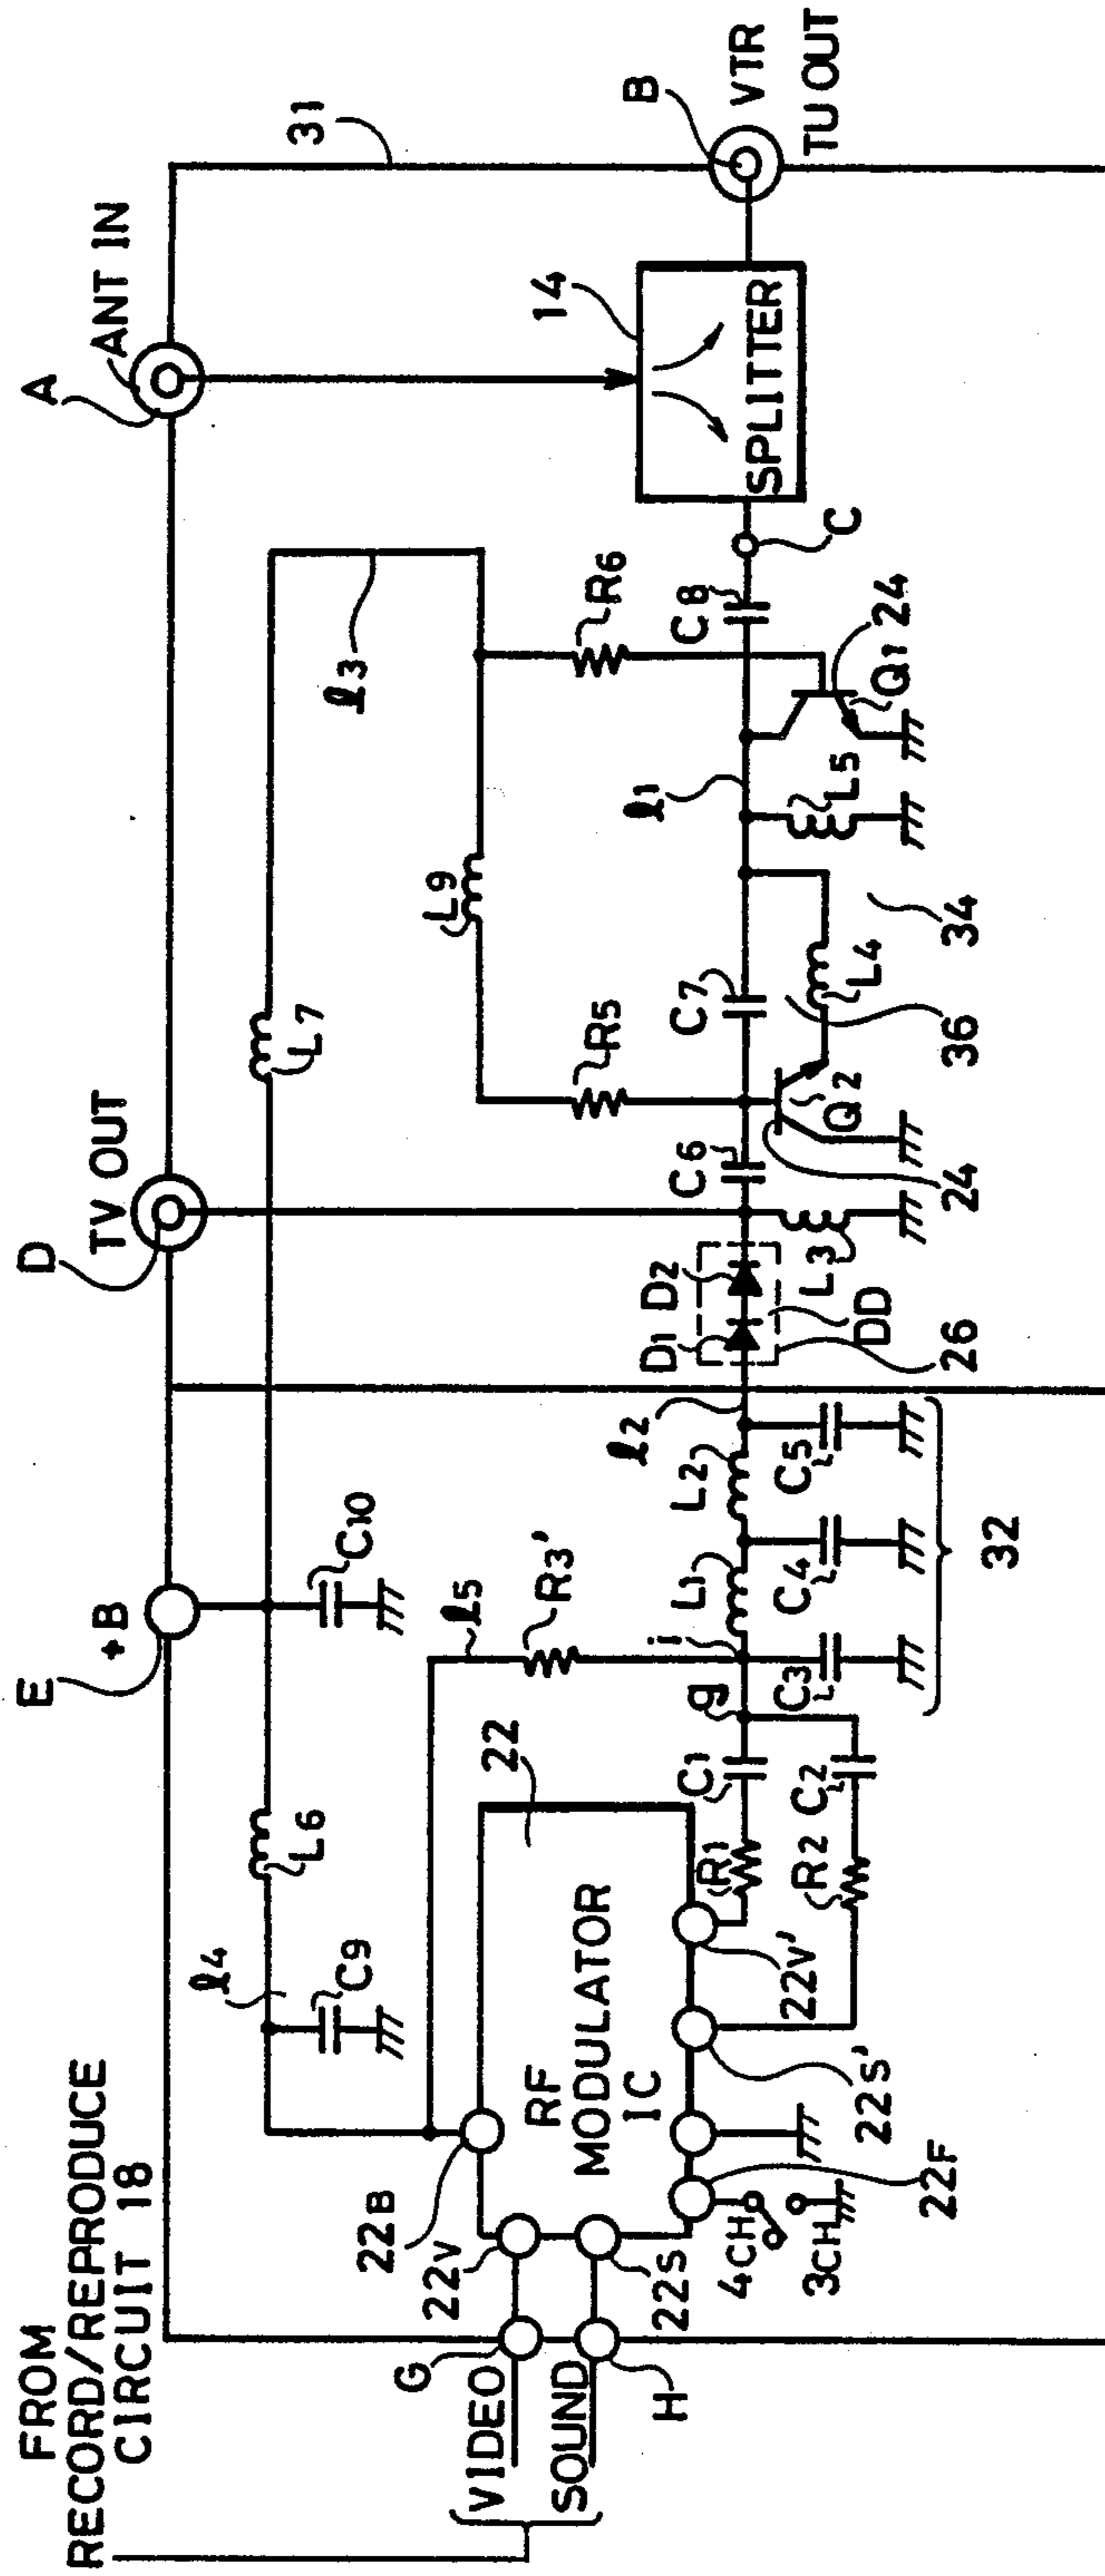 FROM
RECORD/REPRODUCE
CIRCUIT 18
E
+B
D
TV OUT
A
ANT IN
31
ℓ4
C9
L6
C10
L7
ℓ3
G
VIDEO
SOUND
H
22B
22V
22S
22
RF
MODULATOR
IC
ℓ5
R3'
L9
R5
R6
14
SPLITTER
B
VTR
TU OUT
22F
4CH
3CH
22S'
22V'
R1
C1
R2
C2
g
i
C3
L1
C4
L2
C5
ℓ2
32
D1
D2
DD
26
L3
C6
24
Q2
C7
36
L4
34
ℓ1
L5
Q1
24
C8
C